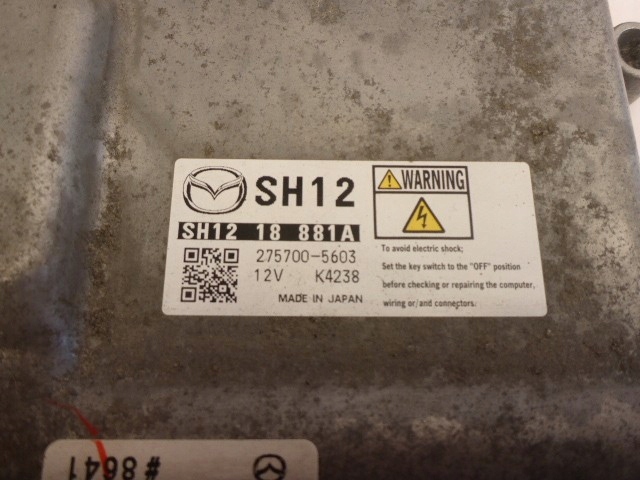 SH12
SH12 18 881A
275700-5603
12V K4238
MADE IN JAPAN
WARNING
To avoid electric shock;
Set the key switch to the "OFF" position
before checking or repairing the computer,
wiring or/and connectors.
#8641